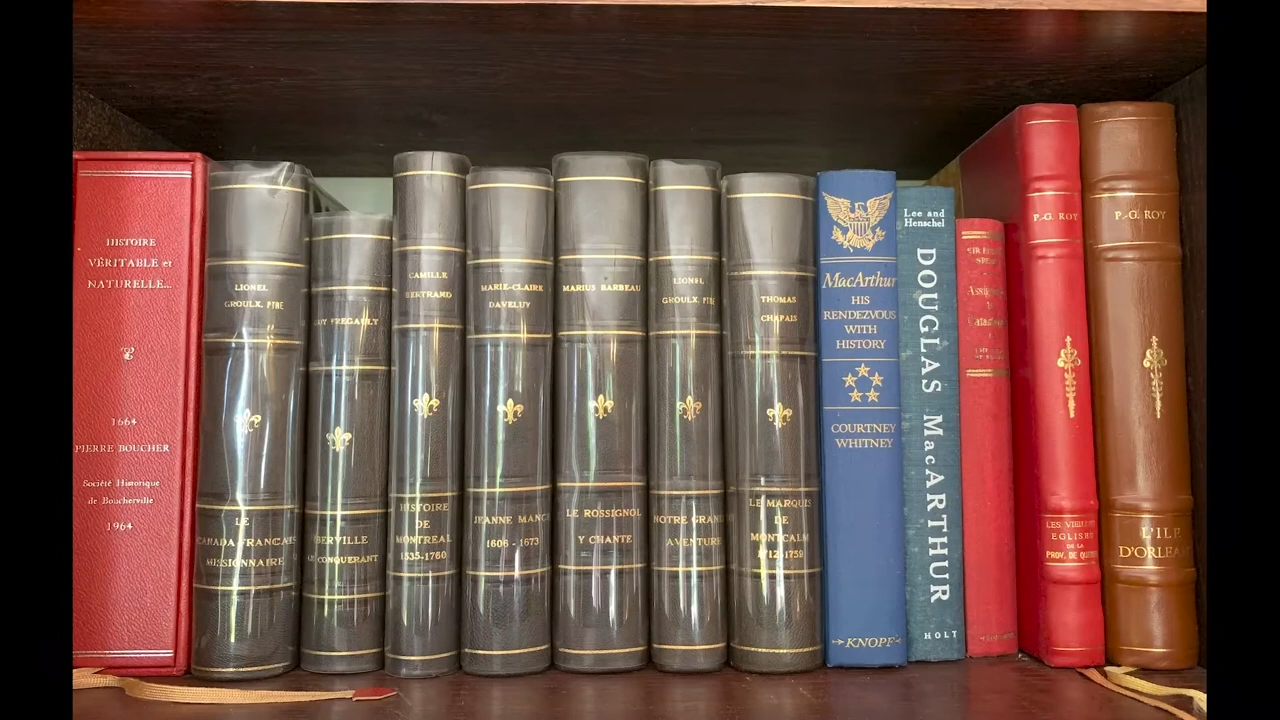 HISTOIRE
VÉRITABLE et
NATURELLE...
1664
PIERRE BOUCHER
Société Historique
de Boucherville
1964
LIONEL
GROULX, PTRE
LE
CANADA FRANCAIS
MISSIONNAIRE
GUY FREGAULT
IBERVILLE
LE CONQUERANT
CAMILLE
BERTRAND
HISTOIRE
DE
MONTREAL
1535-1760
MARIE-CLAIRE
DAVELUY
JEANNE MANCE
1606 - 1673
MARIUS BARBEAU
LE ROSSIGNOL
Y CHANTE
LIONEL
GROULX, PTRE
NOTRE GRANDE
AVENTURE
THOMAS
CHAPAIS
LE MARQUIS
DE
MONTCALM
1712-1759
MacArthur
HIS
RENDEZVOUS
WITH
HISTORY
COURTNEY
WHITNEY
KNOPF
Lee and
Henschel
DOUGLAS MacARTHUR
HOLT
SIR
P.-G. ROY
LES VIEILLES
EGLISES
DE LA
PROV. DE QUEBEC
P.-G. ROY
L'ILE
D'ORLEANS